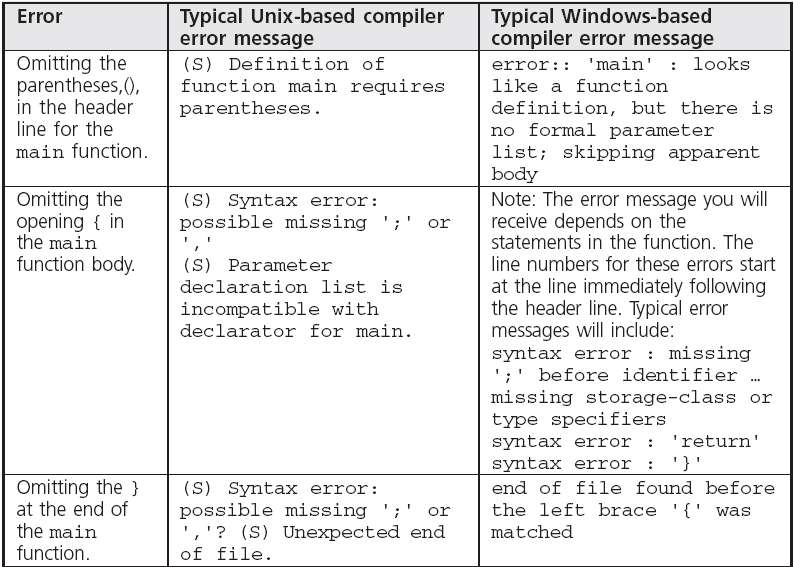 Error
Typical Unix-based compiler
error message
Typical Windows-based
compiler error message
Omitting the
parentheses,(),
in the header
line for the
main function.
(S) Definition of
function main requires
parentheses.
error:: 'main' : looks
like a function
definition, but there is
no formal parameter
list; skipping apparent
body
Omitting the
opening { in
the main
function body.
(S) Syntax error:
possible missing ';' or
','
(S) Parameter
declaration list is
incompatible with
declarator for main.
Note: The error message you will
receive depends on the
statements in the function. The
line numbers for these errors start
at the line immediately following
the header line. Typical error
messages will include:
syntax error : missing
';' before identifier …
missing storage-class or
type specifiers
syntax error : 'return'
syntax error : '}'
Omitting the }
at the end of
the main
function.
(S) Syntax error:
possible missing ';' or
','? (S) Unexpected end
of file.
end of file found before
the left brace '{' was
matched